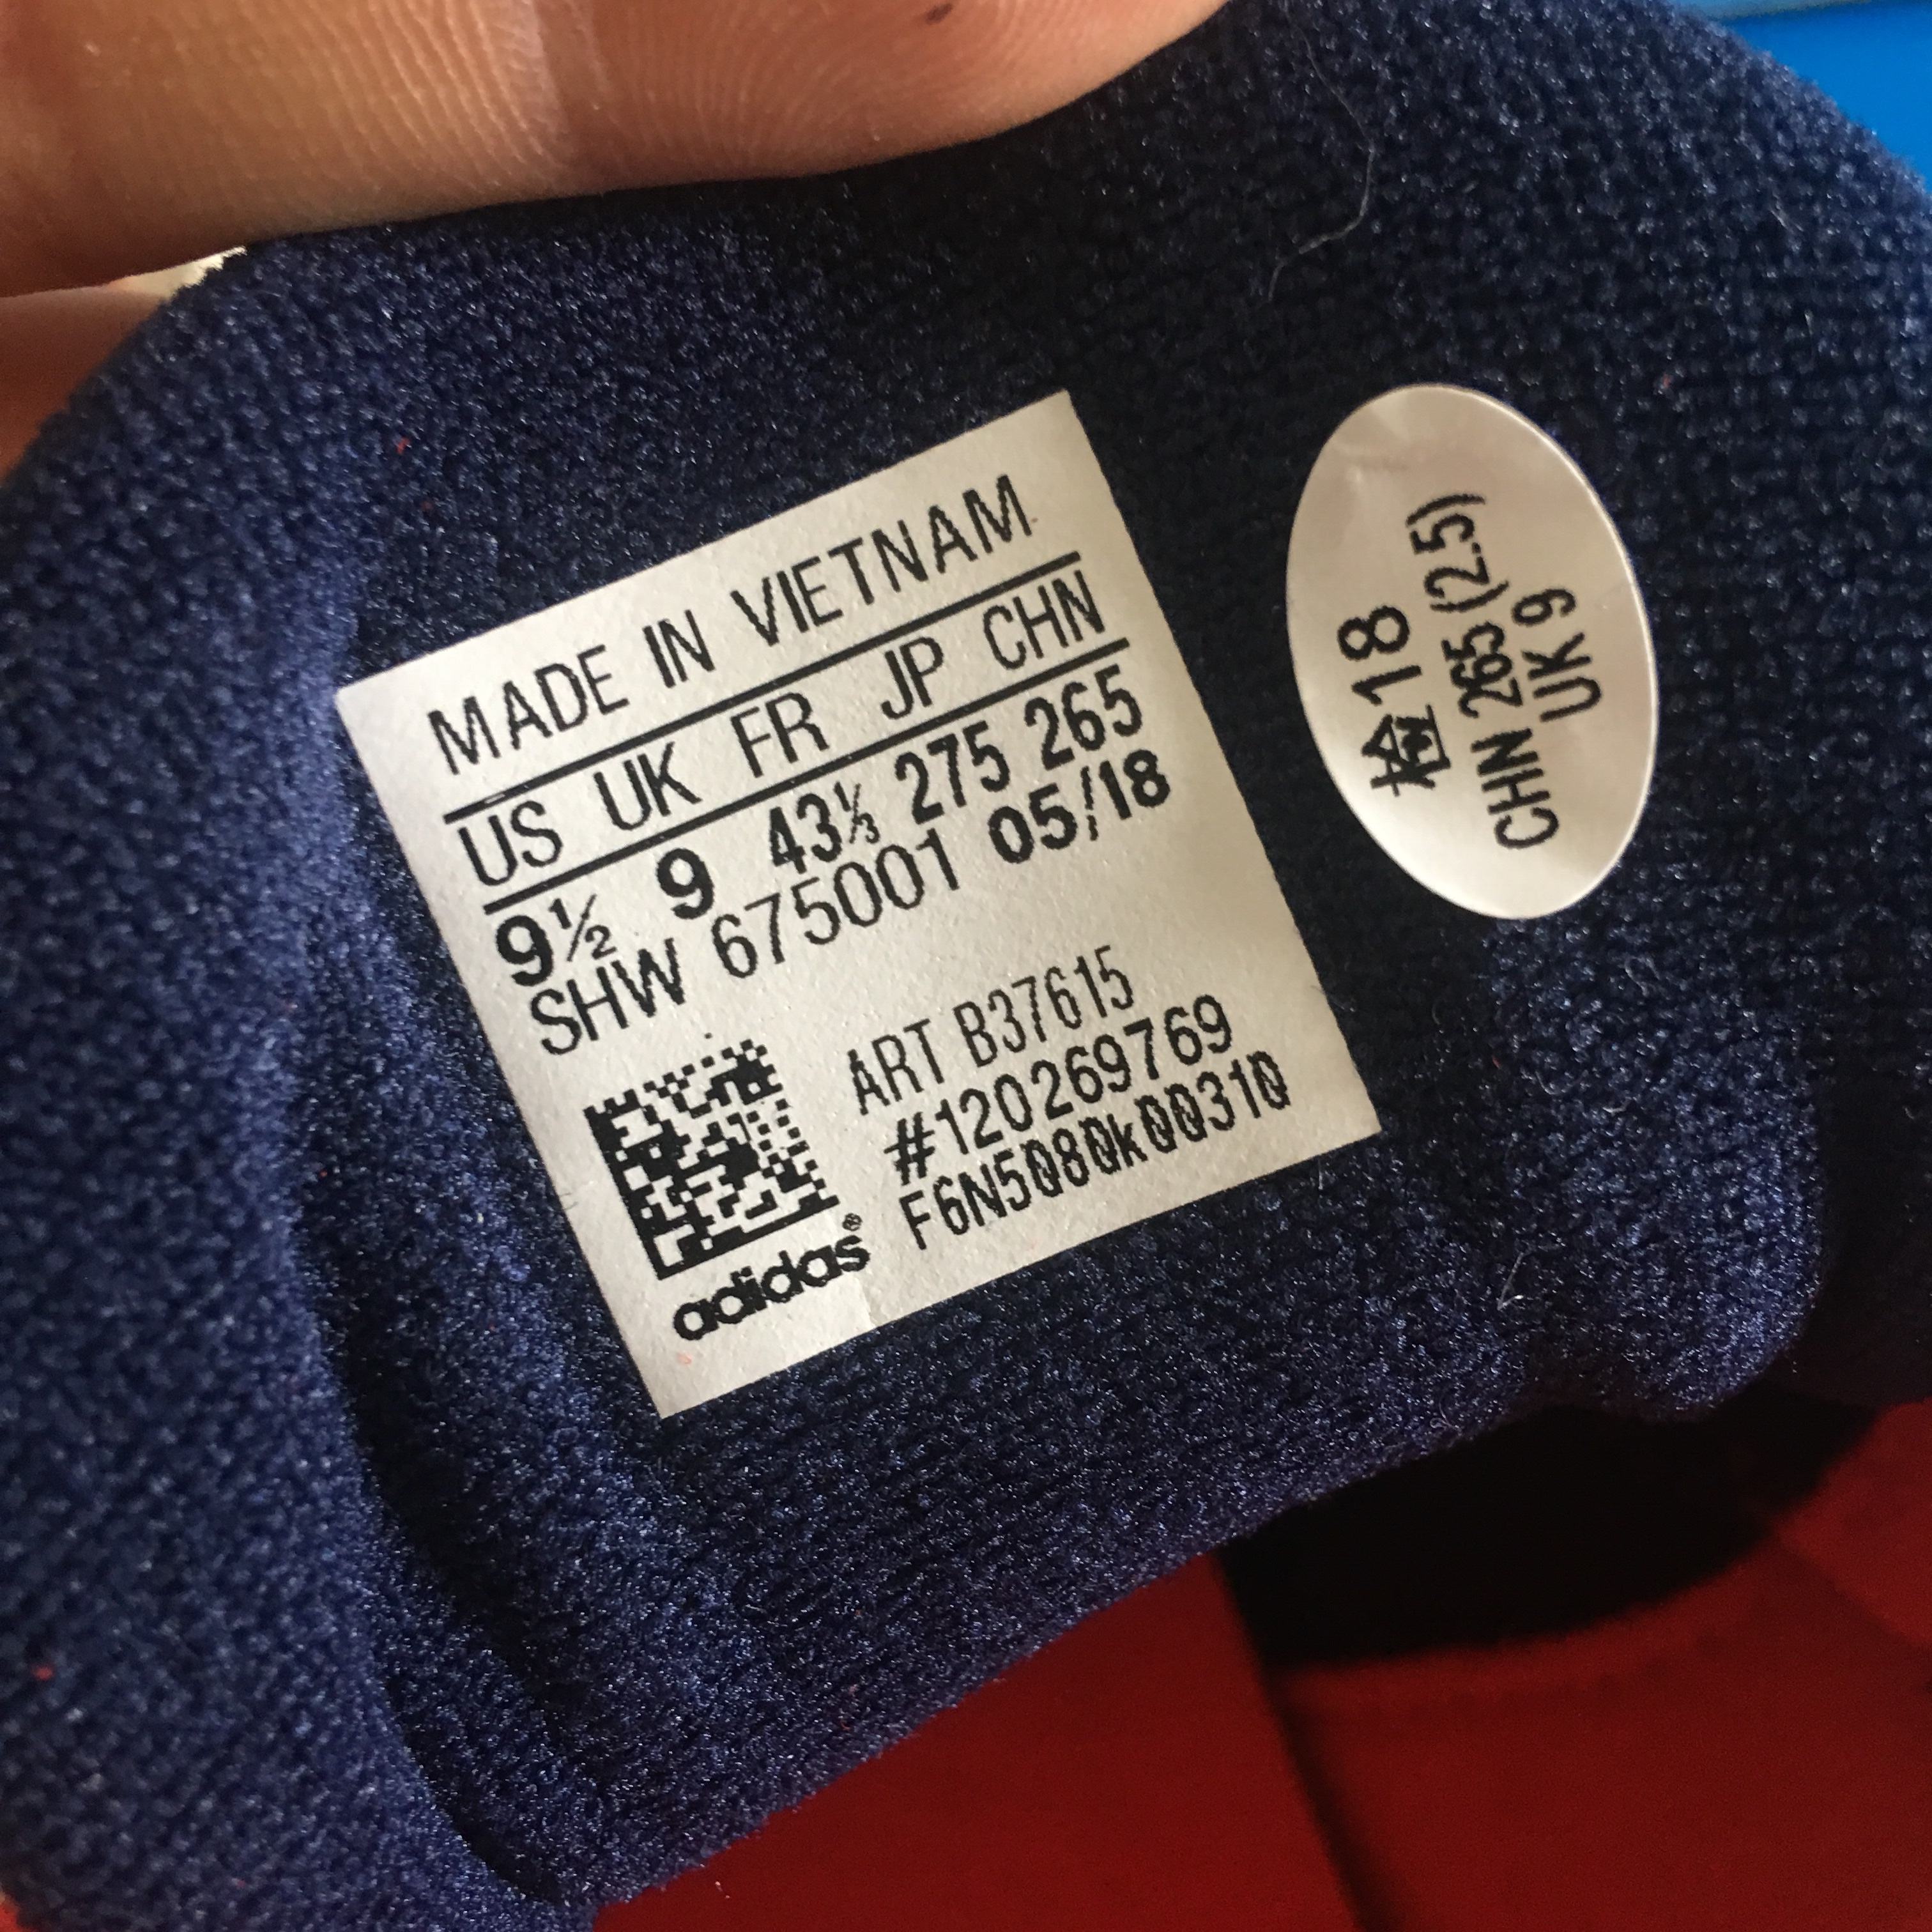 MADE IN VIETNAM
US UK FR JP CHN
9½ 9 43⅓ 275 265
SHW 675001 05/18
ART B37615
#120269769
F6N5080k00310
adidas®
检18
CHN 265 (2.5)
UK 9